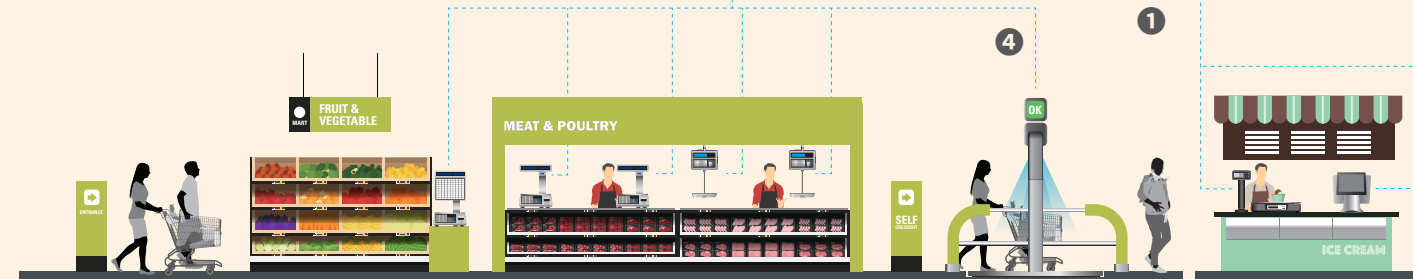 1
4
FRUIT &
VEGETABLE
MART
MEAT & POULTRY
OK
ENTRANCE
SELF
CHECKOUT
ICE CREAM